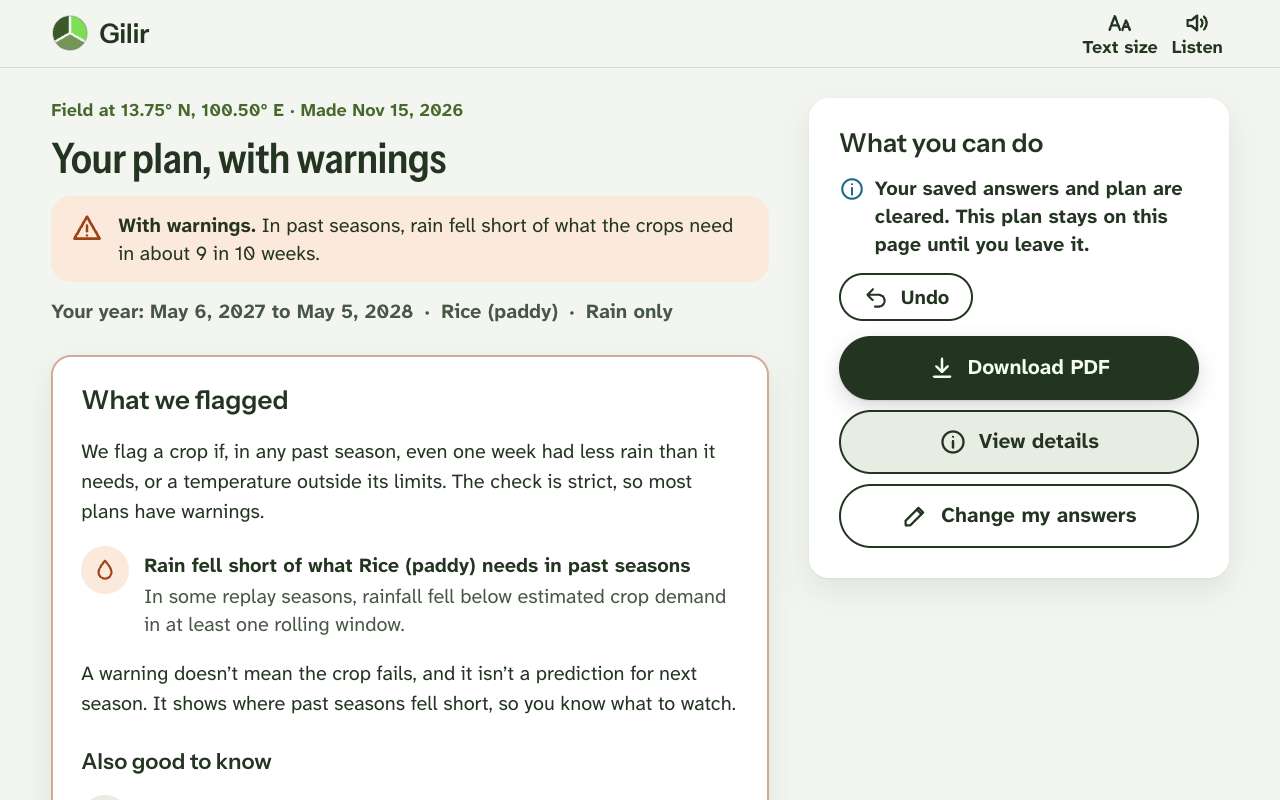 Gilir
Text size
Listen
Field at 13.75° N, 100.50° E · Made Nov 15, 2026
Your plan, with warnings
With warnings. In past seasons, rain fell short of what the crops need
in about 9 in 10 weeks.
Your year: May 6, 2027 to May 5, 2028 · Rice (paddy) · Rain only
What we flagged
We flag a crop if, in any past season, even one week had less rain than it
needs, or a temperature outside its limits. The check is strict, so most
plans have warnings.
Rain fell short of what Rice (paddy) needs in past seasons
In some replay seasons, rainfall fell below estimated crop demand
in at least one rolling window.
A warning doesn’t mean the crop fails, and it isn’t a prediction for next
season. It shows where past seasons fell short, so you know what to watch.
Also good to know
What you can do
Your saved answers and plan are
cleared. This plan stays on this
page until you leave it.
Undo
Download PDF
View details
Change my answers